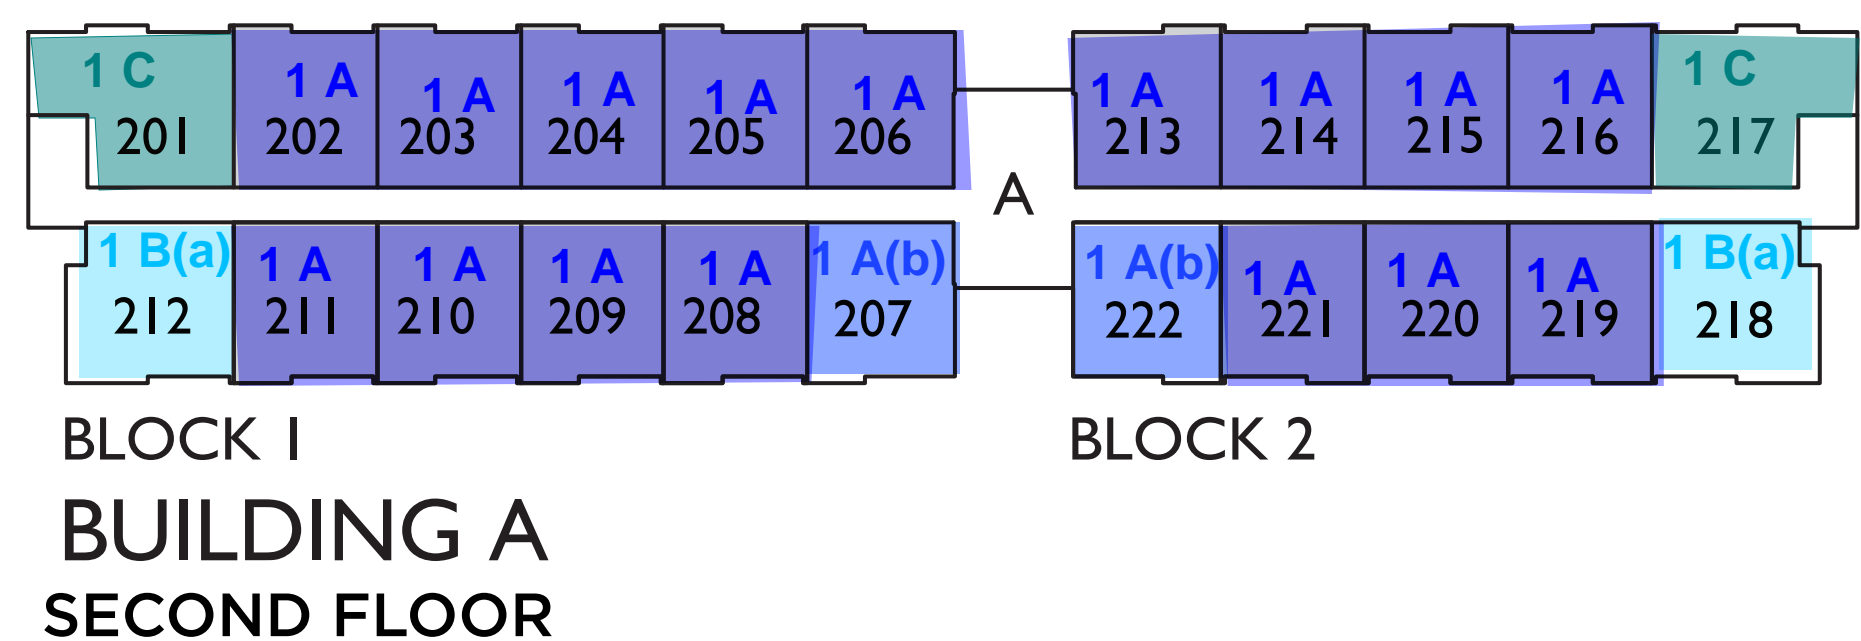 1 C 1 A 1 A 1 A 1 A 1 A 1 A 1 A 1 A 1 A 1 C
201 202 203 204 205 206 213 214 215 216 217
A
1 B(a) 1 A 1 A 1 A 1 A 1 A(b) 1 A(b) 1 A 1 A 1 A 1 B(a)
212 211 210 209 208 207 222 221 220 219 218
BLOCK 1 BLOCK 2
BUILDING A
SECOND FLOOR